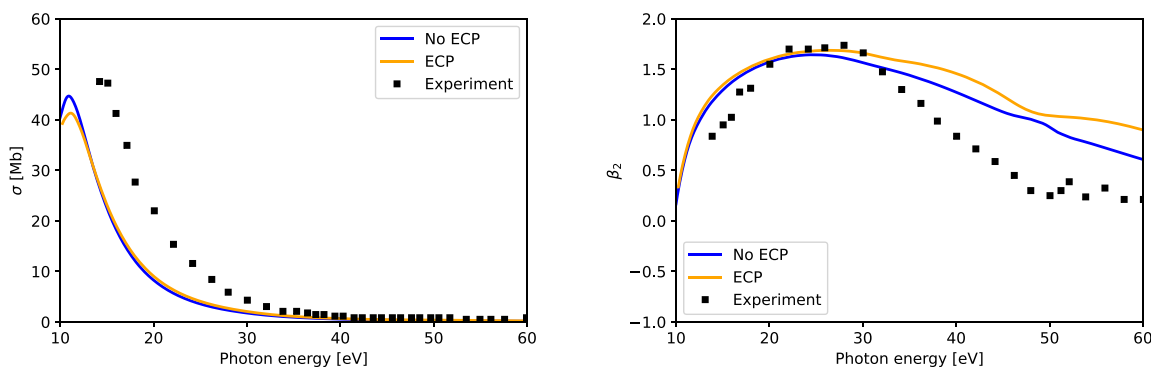 60
50
40
30
20
10
0
σ [Mb]
No ECP
ECP
Experiment
10 20 30 40 50 60
Photon energy [eV]
2.0
1.5
1.0
0.5
0.0
−0.5
−1.0
β₂
No ECP
ECP
Experiment
10 20 30 40 50 60
Photon energy [eV]